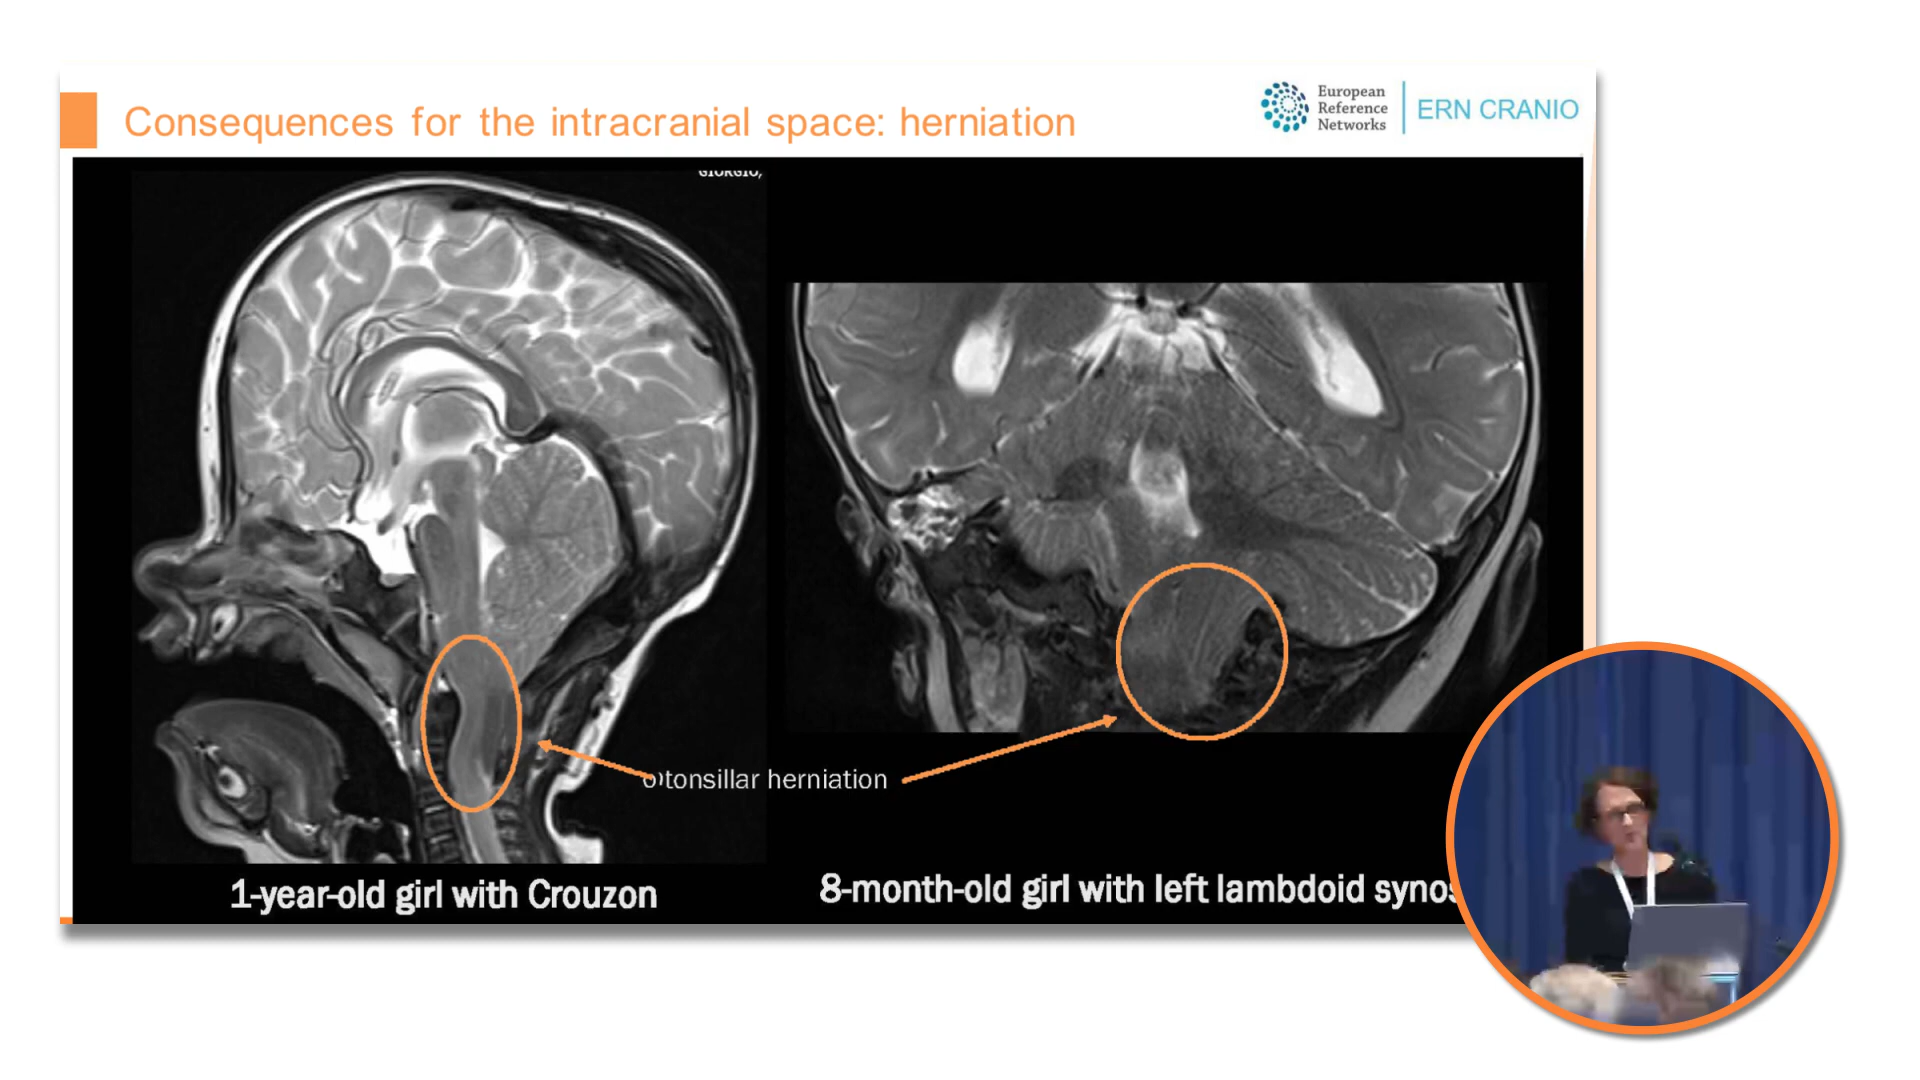 Consequences for the intracranial space: herniation
European
Reference
Networks
ERN CRANIO
GIORGIO,
tonsillar herniation
1-year-old girl with Crouzon
8-month-old girl with left lambdoid synos